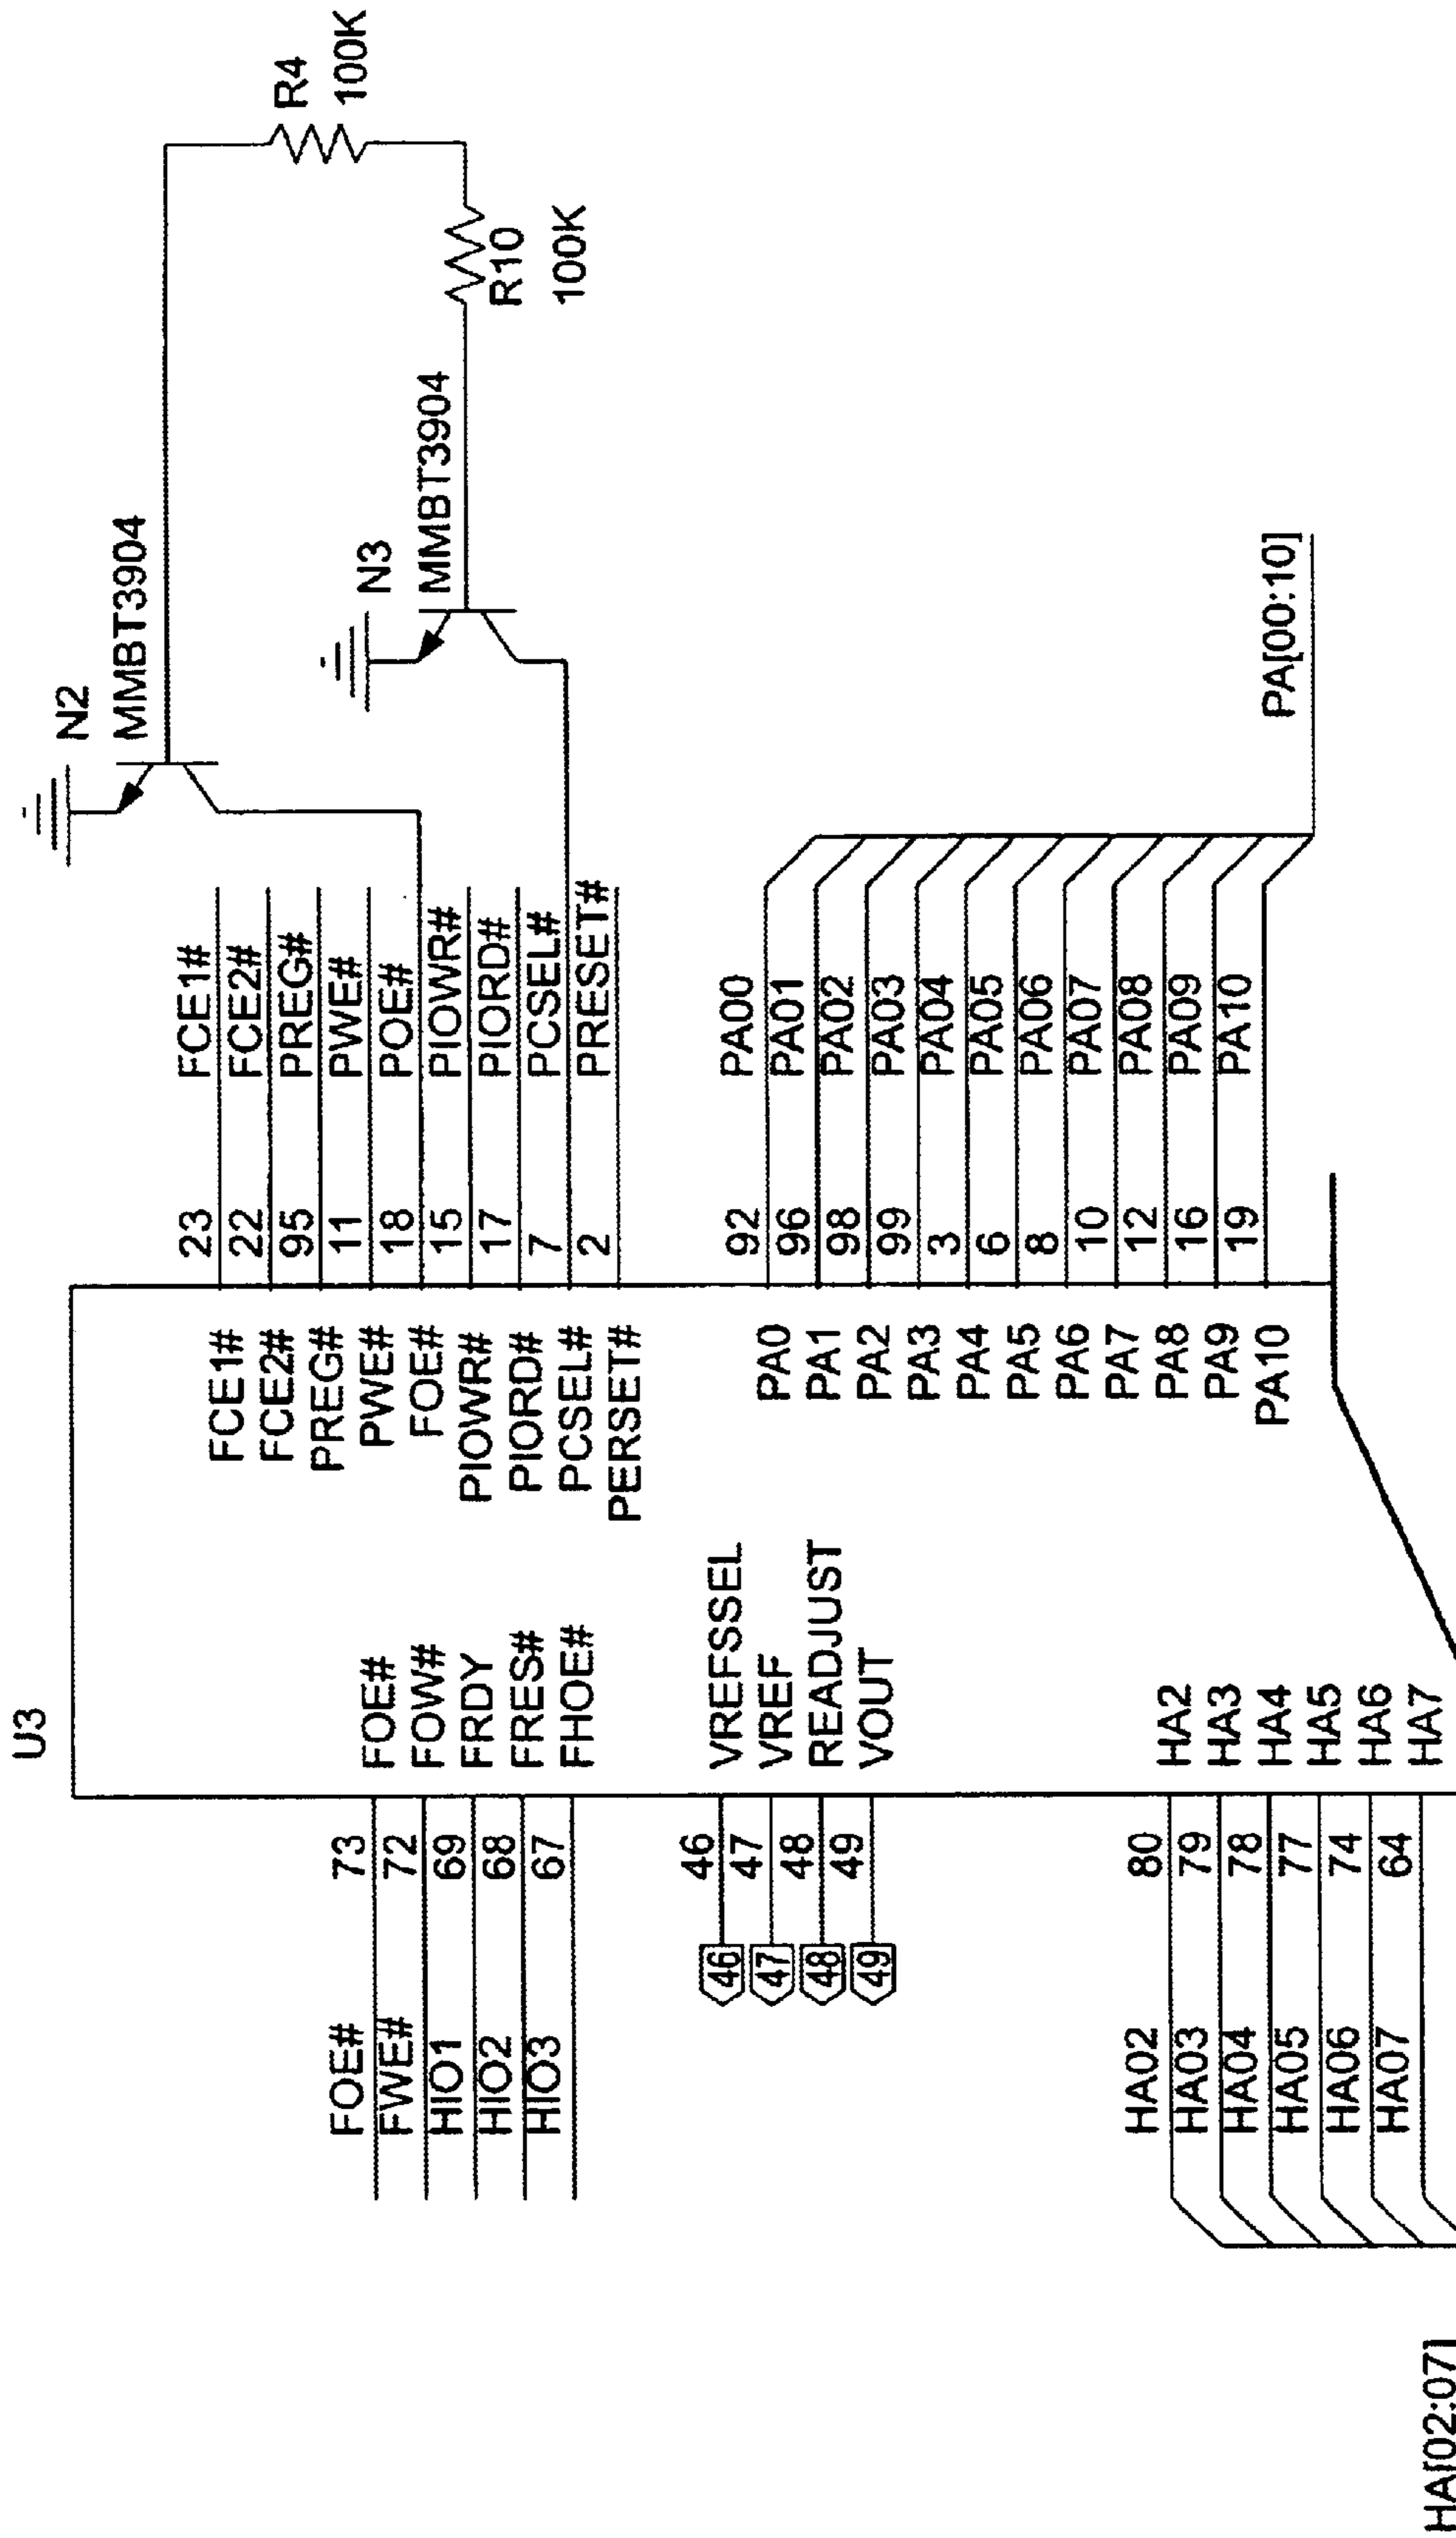 U3
FOE#
73
FOE#
FWE#
72
FOW#
HIO1
69
FRDY
HIO2
68
FRES#
HIO3
67
FHOE#
46
46
VREFSSEL
47
47
VREF
48
48
READJUST
49
49
VOUT
HA02
80
HA2
HA03
79
HA3
HA04
78
HA4
HA05
77
HA5
HA06
74
HA6
HA07
64
HA7
HA[02:07]
FCE1#
23
FCE1#
FCE2#
22
FCE2#
PREG#
95
PREG#
PWE#
11
PWE#
FOE#
18
POE#
PIOWR#
15
PIOWR#
PIORD#
17
PIORD#
PCSEL#
7
PCSEL#
PERSET#
2
PRESET#
PA0
92
PA00
PA1
96
PA01
PA2
98
PA02
PA3
99
PA03
PA4
3
PA04
PA5
6
PA05
PA6
8
PA06
PA7
10
PA07
PA8
12
PA08
PA9
16
PA09
PA10
19
PA10
PA[00:10]
N2
MMBT3904
N3
MMBT3904
R4
100K
R10
100K